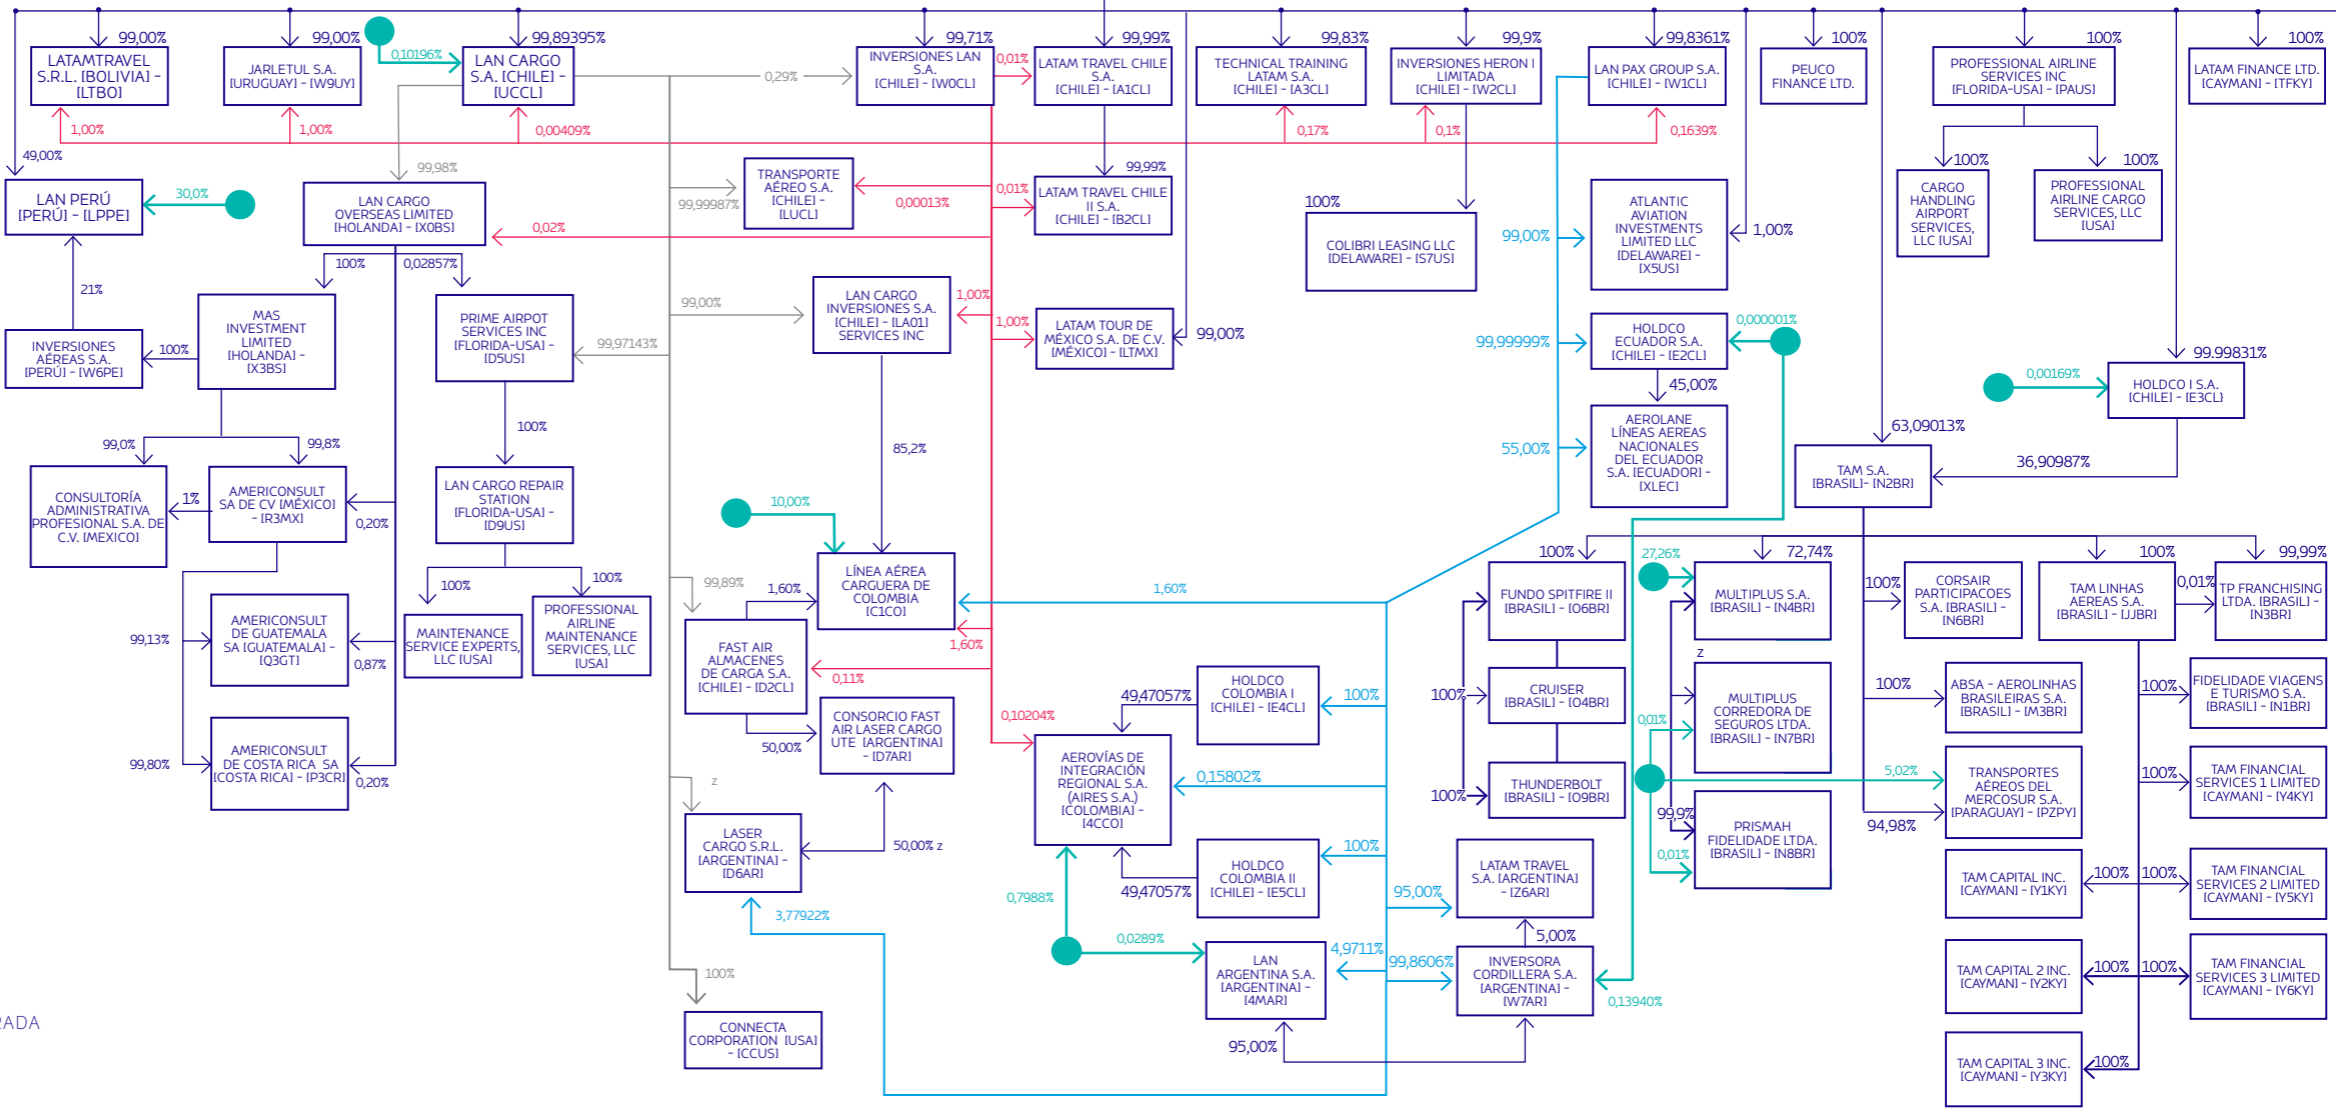 99,00%
LATAMTRAVEL
S.R.L. [BOLIVIA] –
[LTBO]
1,00%
99,00%
JARLETUL S.A.
[URUGUAY] – [W9UY]
1,00%
0,10196%
99,89395%
LAN CARGO
S.A. [CHILE] –
[UCCL]
0,00409%
0,29%
99,71%
INVERSIONES LAN
S.A.
[CHILE] – [W0CL]
0,01%
99,99%
LATAM TRAVEL CHILE
S.A.
[CHILE] – [A1CL]
99,83%
TECHNICAL TRAINING
LATAM S.A.
[CHILE] – [A3CL]
0,17%
99,9%
INVERSIONES HERON I
LIMITADA
[CHILE] – [W2CL]
0,1%
99,8361%
LAN PAX GROUP S.A.
[CHILE] – [W1CL]
0,1639%
100%
PEUCO
FINANCE LTD.
100%
PROFESSIONAL AIRLINE
SERVICES INC
[FLORIDA-USA] – [PAUS]
100%
LATAM FINANCE LTD.
[CAYMAN] – [TFKY]
49,00%
LAN PERÚ
[PERÚ] – [LPPE]
30,0%
99,98%
LAN CARGO
OVERSEAS LIMITED
[HOLANDA] – [X0BS]
0,02%
TRANSPORTE
AÉREO S.A.
[CHILE] –
[LUCL]
99,99987%
0,00013%
99,99%
0,01%
LATAM TRAVEL CHILE
II S.A.
[CHILE] – [B2CL]
100%
COLIBRI LEASING LLC
[DELAWARE] – [S7US]
99,00%
ATLANTIC
AVIATION
INVESTMENTS
LIMITED LLC
[DELAWARE] –
[X5US]
1,00%
100%
CARGO
HANDLING
AIRPORT
SERVICES,
LLC [USA]
100%
PROFESSIONAL
AIRLINE CARGO
SERVICES, LLC
[USA]
21%
100%
0,02857%
INVERSIONES
AÉREAS S.A.
[PERÚ] – [W6PE]
100%
MAS
INVESTMENT
LIMITED
[HOLANDA] –
[X3BS]
PRIME AIRPOT
SERVICES INC
[FLORIDA-USA] –
[D5US]
99,97143%
99,00%
LAN CARGO
INVERSIONES S.A.
[CHILE] – [LA01]
SERVICES INC
1,00%
1,00%
LATAM TOUR DE
MÉXICO S.A. DE C.V.
[MÉXICO] – [LTMX]
99,00%
99,99999%
HOLDCO
ECUADOR S.A.
[CHILE] – [E2CL]
0,000001%
45,00%
55,00%
AEROLANE
LÍNEAS AEREAS
NACIONALES
DEL ECUADOR
S.A. [ECUADOR] –
[XLEC]
0,00169%
99.99831%
HOLDCO I S.A.
[CHILE] – [E3CL}
63,09013%
36,90987%
TAM S.A.
[BRASIL]– [N2BR]
99,0%
99,8%
CONSULTORÍA
ADMINISTRATIVA
PROFESIONAL S.A. DE
C.V. [MEXICO]
1%
AMERICONSULT
SA DE CV [MÉXICO]
– [R3MX]
0,20%
100%
LAN CARGO REPAIR
STATION
[FLORIDA-USA] –
[D9US]
85,2%
10,00%
99,13%
AMERICONSULT
DE GUATEMALA
SA [GUATEMALA] –
[Q3GT]
0,87%
99,80%
AMERICONSULT
DE COSTA RICA  SA
[COSTA RICA] – [P3CR]
0,20%
100%
MAINTENANCE
SERVICE EXPERTS,
LLC [USA]
100%
PROFESSIONAL
AIRLINE
MAINTENANCE
SERVICES, LLC
[USA]
99,89%
1,60%
LÍNEA AÉREA
CARGUERA DE
COLOMBIA
[C1CO]
1,60%
1,60%
FAST AIR
ALMACENES
DE CARGA S.A.
[CHILE] – [D2CL]
0,11%
50,00%
CONSORCIO FAST
AIR LASER CARGO
UTE  [ARGENTINA]
– [D7AR]
z
LASER
CARGO S.R.L.
[ARGENTINA] –
[D6AR]
50,00% z
3,77922%
100%
CONNECTA
CORPORATION  [USA]
– [CCUS]
0,10204%
49,47057%
HOLDCO
COLOMBIA I
[CHILE] – [E4CL]
100%
AEROVÍAS DE
INTEGRACIÓN
REGIONAL S.A.
(AIRES S.A.)
[COLOMBIA] –
[4CCO]
0,15802%
49,47057%
HOLDCO
COLOMBIA II
[CHILE] – [E5CL]
100%
0,7988%
0,0289%
LAN
ARGENTINA S.A.
[ARGENTINA] –
[4MAR]
4,9711%
95,00%
95,00%
LATAM TRAVEL
S.A. [ARGENTINA]
– [Z6AR]
5,00%
99,8606%
INVERSORA
CORDILLERA S.A.
[ARGENTINA] –
[W7AR]
0,13940%
100%
FUNDO SPITFIRE II
[BRASIL] – [O6BR]
100%
CRUISER
[BRASIL] – [O4BR]
100%
THUNDERBOLT
[BRASIL] – [O9BR]
27,26%
72,74%
MULTIPLUS S.A.
[BRASIL] – [N4BR]
z
MULTIPLUS
CORREDORA DE
SEGUROS LTDA.
[BRASIL] – [N7BR]
0,01%
99,9%
PRISMAH
FIDELIDADE LTDA.
[BRASIL] – [N8BR]
0,01%
100%
CORSAIR
PARTICIPACOES
S.A. [BRASIL] –
[N6BR]
100%
TAM LINHAS
AEREAS S.A.
[BRASIL] – [JJBR]
0,01%
99,99%
TP FRANCHISING
LTDA. [BRASIL] –
[N3BR]
100%
ABSA – AEROLINHAS
BRASILEIRAS S.A.
[BRASIL] – [M3BR]
100%
FIDELIDADE VIAGENS
E TURISMO S.A.
[BRASIL] – [N1BR]
5,02%
94,98%
TRANSPORTES
AÉREOS DEL
MERCOSUR S.A.
[PARAGUAY] – [PZPY]
100%
TAM FINANCIAL
SERVICES 1 LIMITED
[CAYMAN] – [Y4KY]
TAM CAPITAL INC.
[CAYMAN] – [Y1KY]
100%
100%
TAM FINANCIAL
SERVICES 2 LIMITED
[CAYMAN] – [Y5KY]
TAM CAPITAL 2 INC.
[CAYMAN] – [Y2KY]
100%
100%
TAM FINANCIAL
SERVICES 3 LIMITED
[CAYMAN] – [Y6KY]
TAM CAPITAL 3 INC.
[CAYMAN] – [Y3KY]
100%
RADA